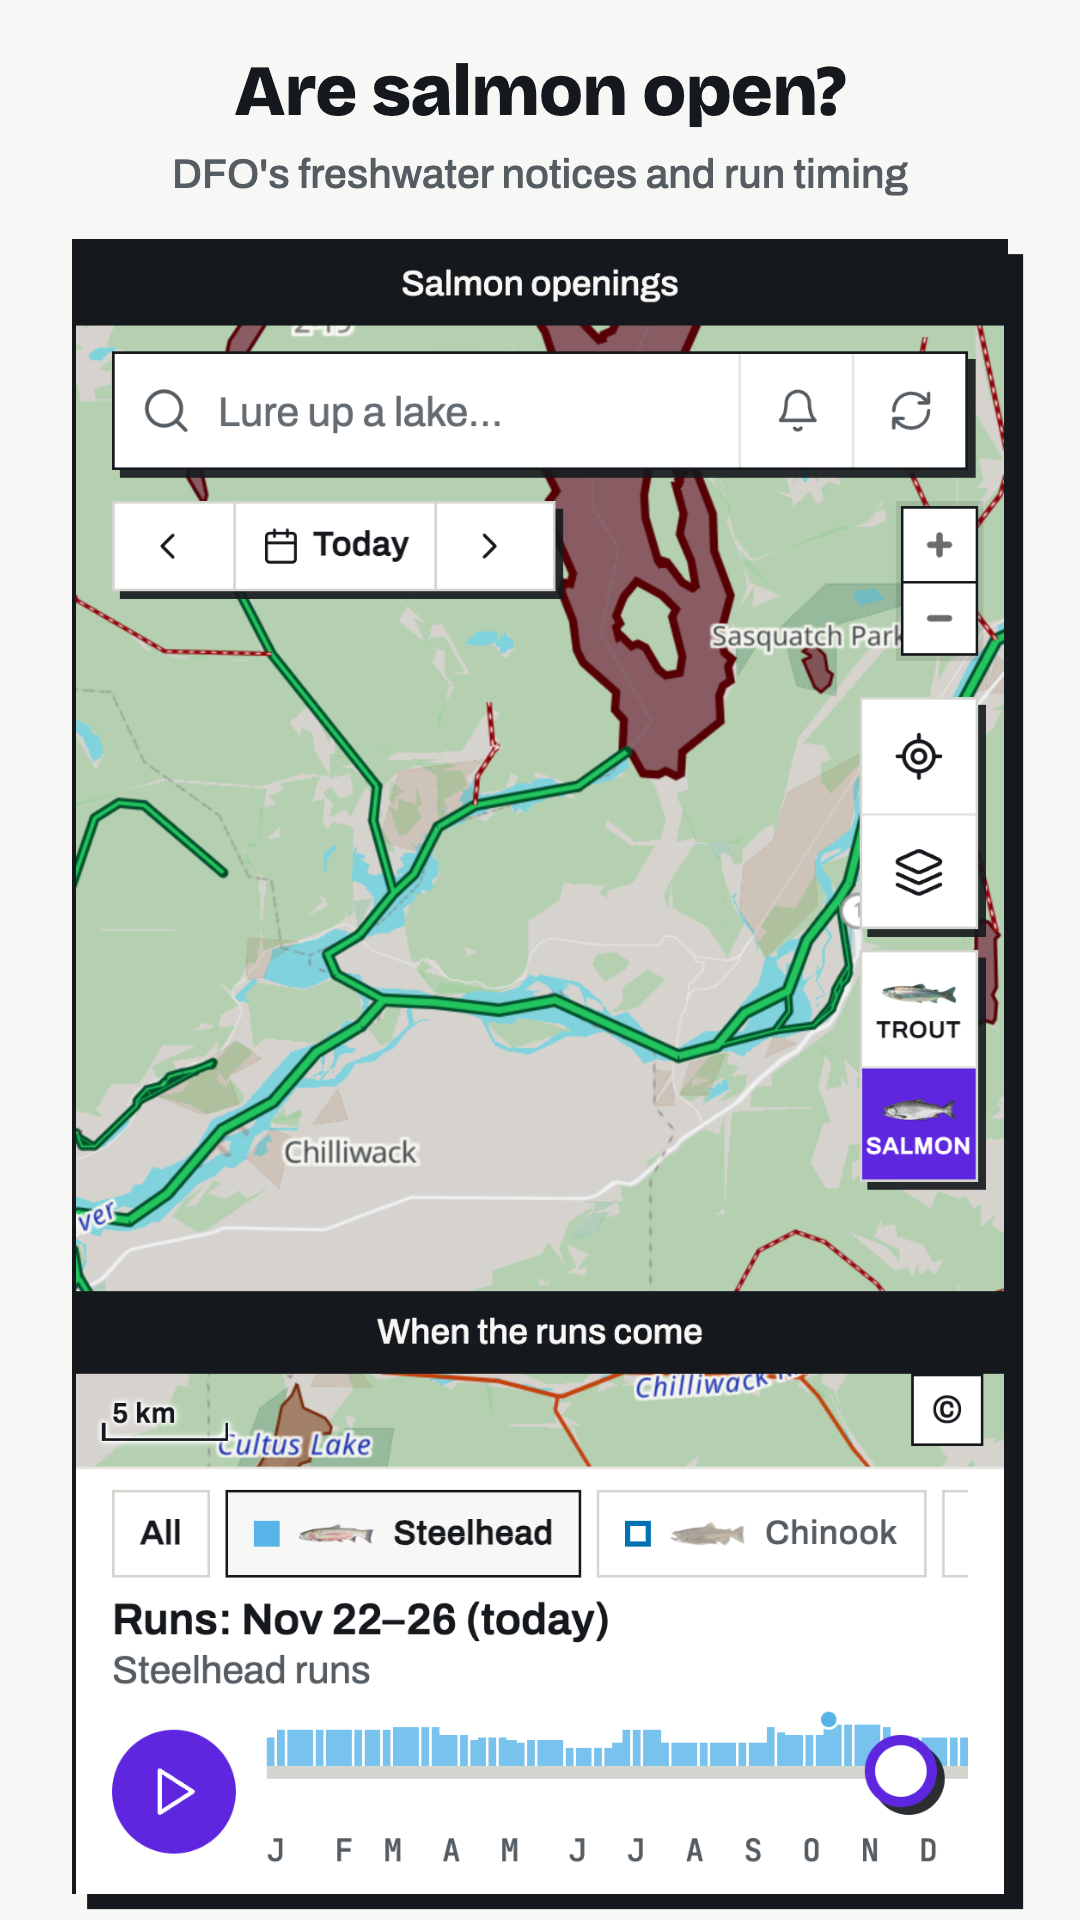 Are salmon open?
DFO's freshwater notices and run timing
Salmon openings
Lure up a lake...
Today
Sasquatch Park
TROUT
SALMON
Chilliwack
ver
When the runs come
5 km
Cultus Lake
Chilliwack
©
All
Steelhead
Chinook
Runs: Nov 22–26 (today)
Steelhead runs
J F M A M J J A S O N D